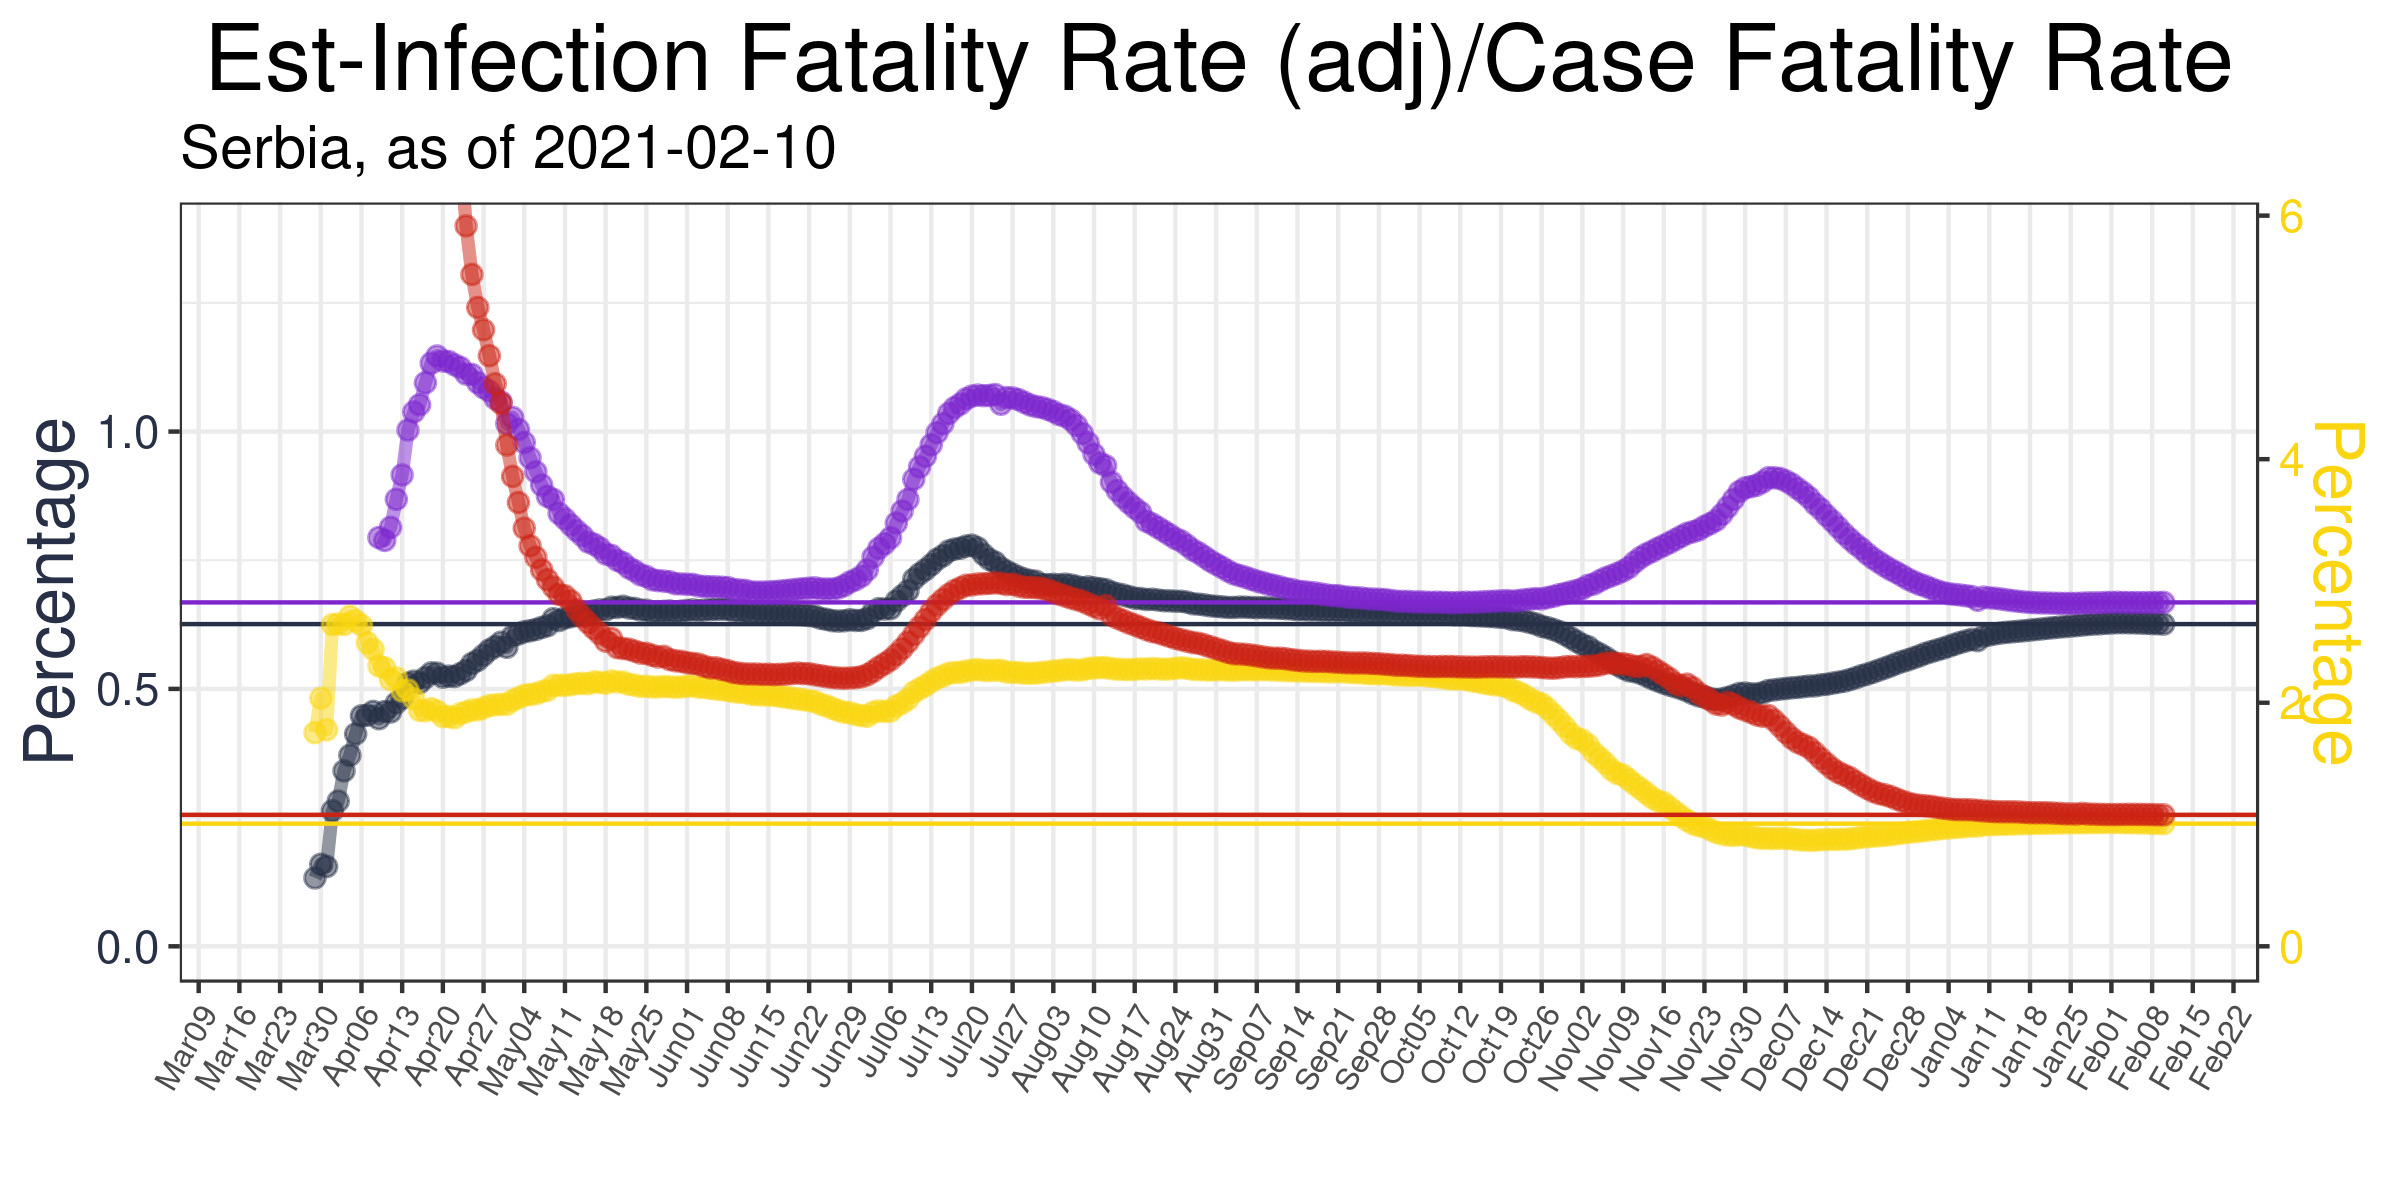 Est-Infection Fatality Rate (adj)/Case Fatality Rate
Serbia, as of 2021-02-10
Percentage
1.0
0.5
0.0
6
4
2
0
Percentage
Mar09
Mar16
Mar23
Mar30
Apr06
Apr13
Apr20
Apr27
May04
May11
May18
May25
Jun01
Jun08
Jun15
Jun22
Jun29
Jul06
Jul13
Jul20
Jul27
Aug03
Aug10
Aug17
Aug24
Aug31
Sep07
Sep14
Sep21
Sep28
Oct05
Oct12
Oct19
Oct26
Nov02
Nov09
Nov16
Nov23
Nov30
Dec07
Dec14
Dec21
Dec28
Jan04
Jan11
Jan18
Jan25
Feb01
Feb08
Feb15
Feb22